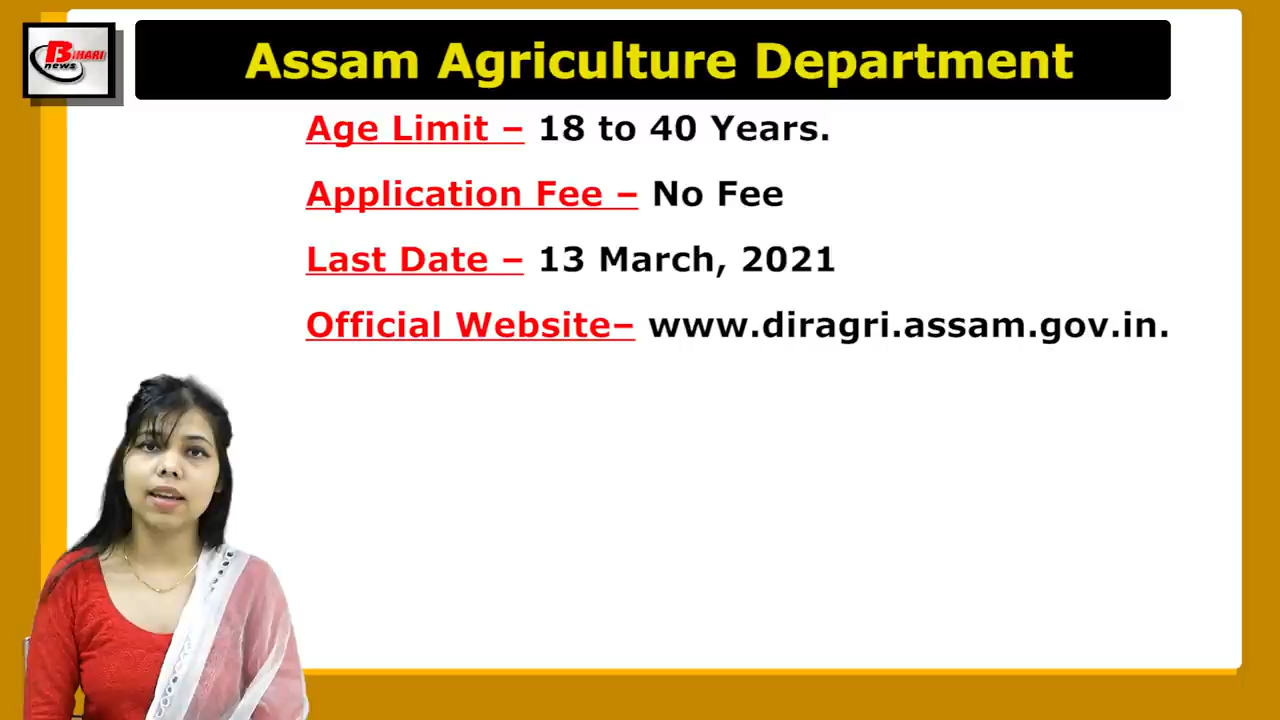 BIHARI
news
Assam Agriculture Department
Age Limit – 18 to 40 Years.
Application Fee – No Fee
Last Date – 13 March, 2021
Official Website– www.diragri.assam.gov.in.